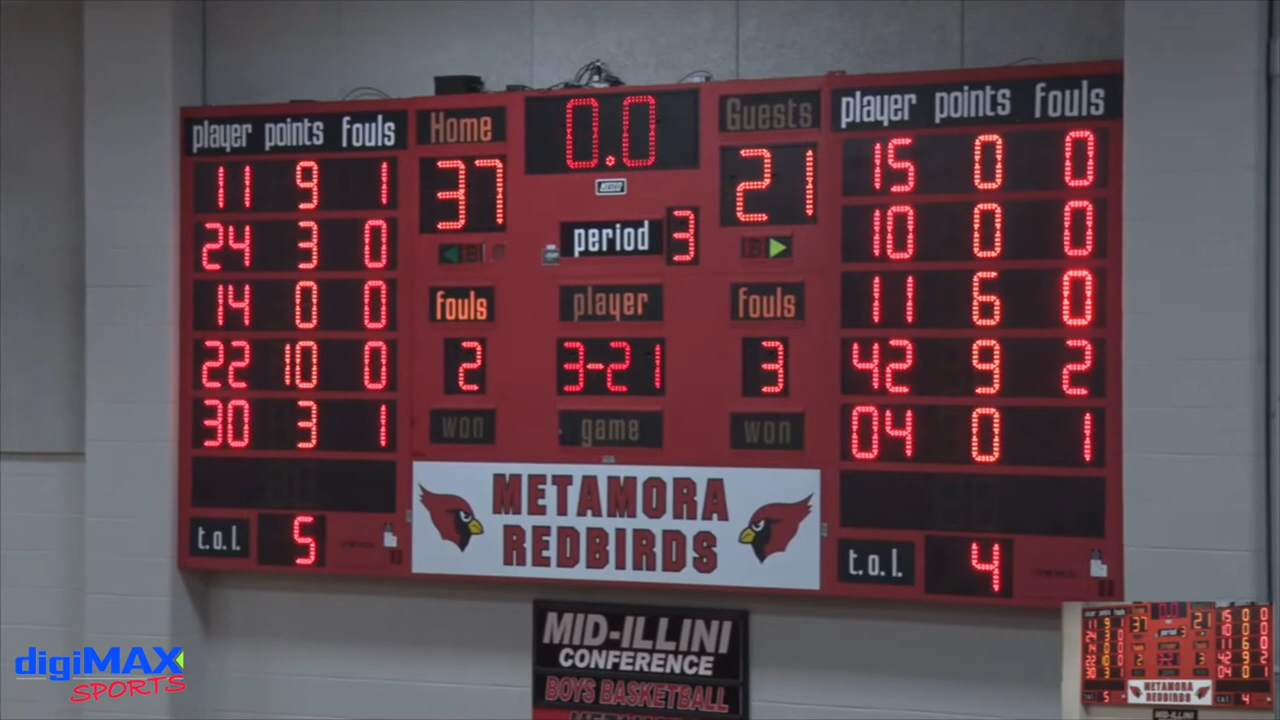 player points fouls
11 9 1
24 3 0
14 0 0
22 10 0
30 3 1
t.o.l. 5
Home
37
fouls
2
won
0.0
period 3
player
3-21
game
Guests
21
fouls
3
won
player points fouls
15 0 0
10 0 0
11 6 0
42 9 2
04 0 1
t.o.l. 4
METAMORA
REDBIRDS
MID-ILLINI
CONFERENCE
BOYS BASKETBALL
digiMAX
SPORTS
METAMORA
REDBIRDS